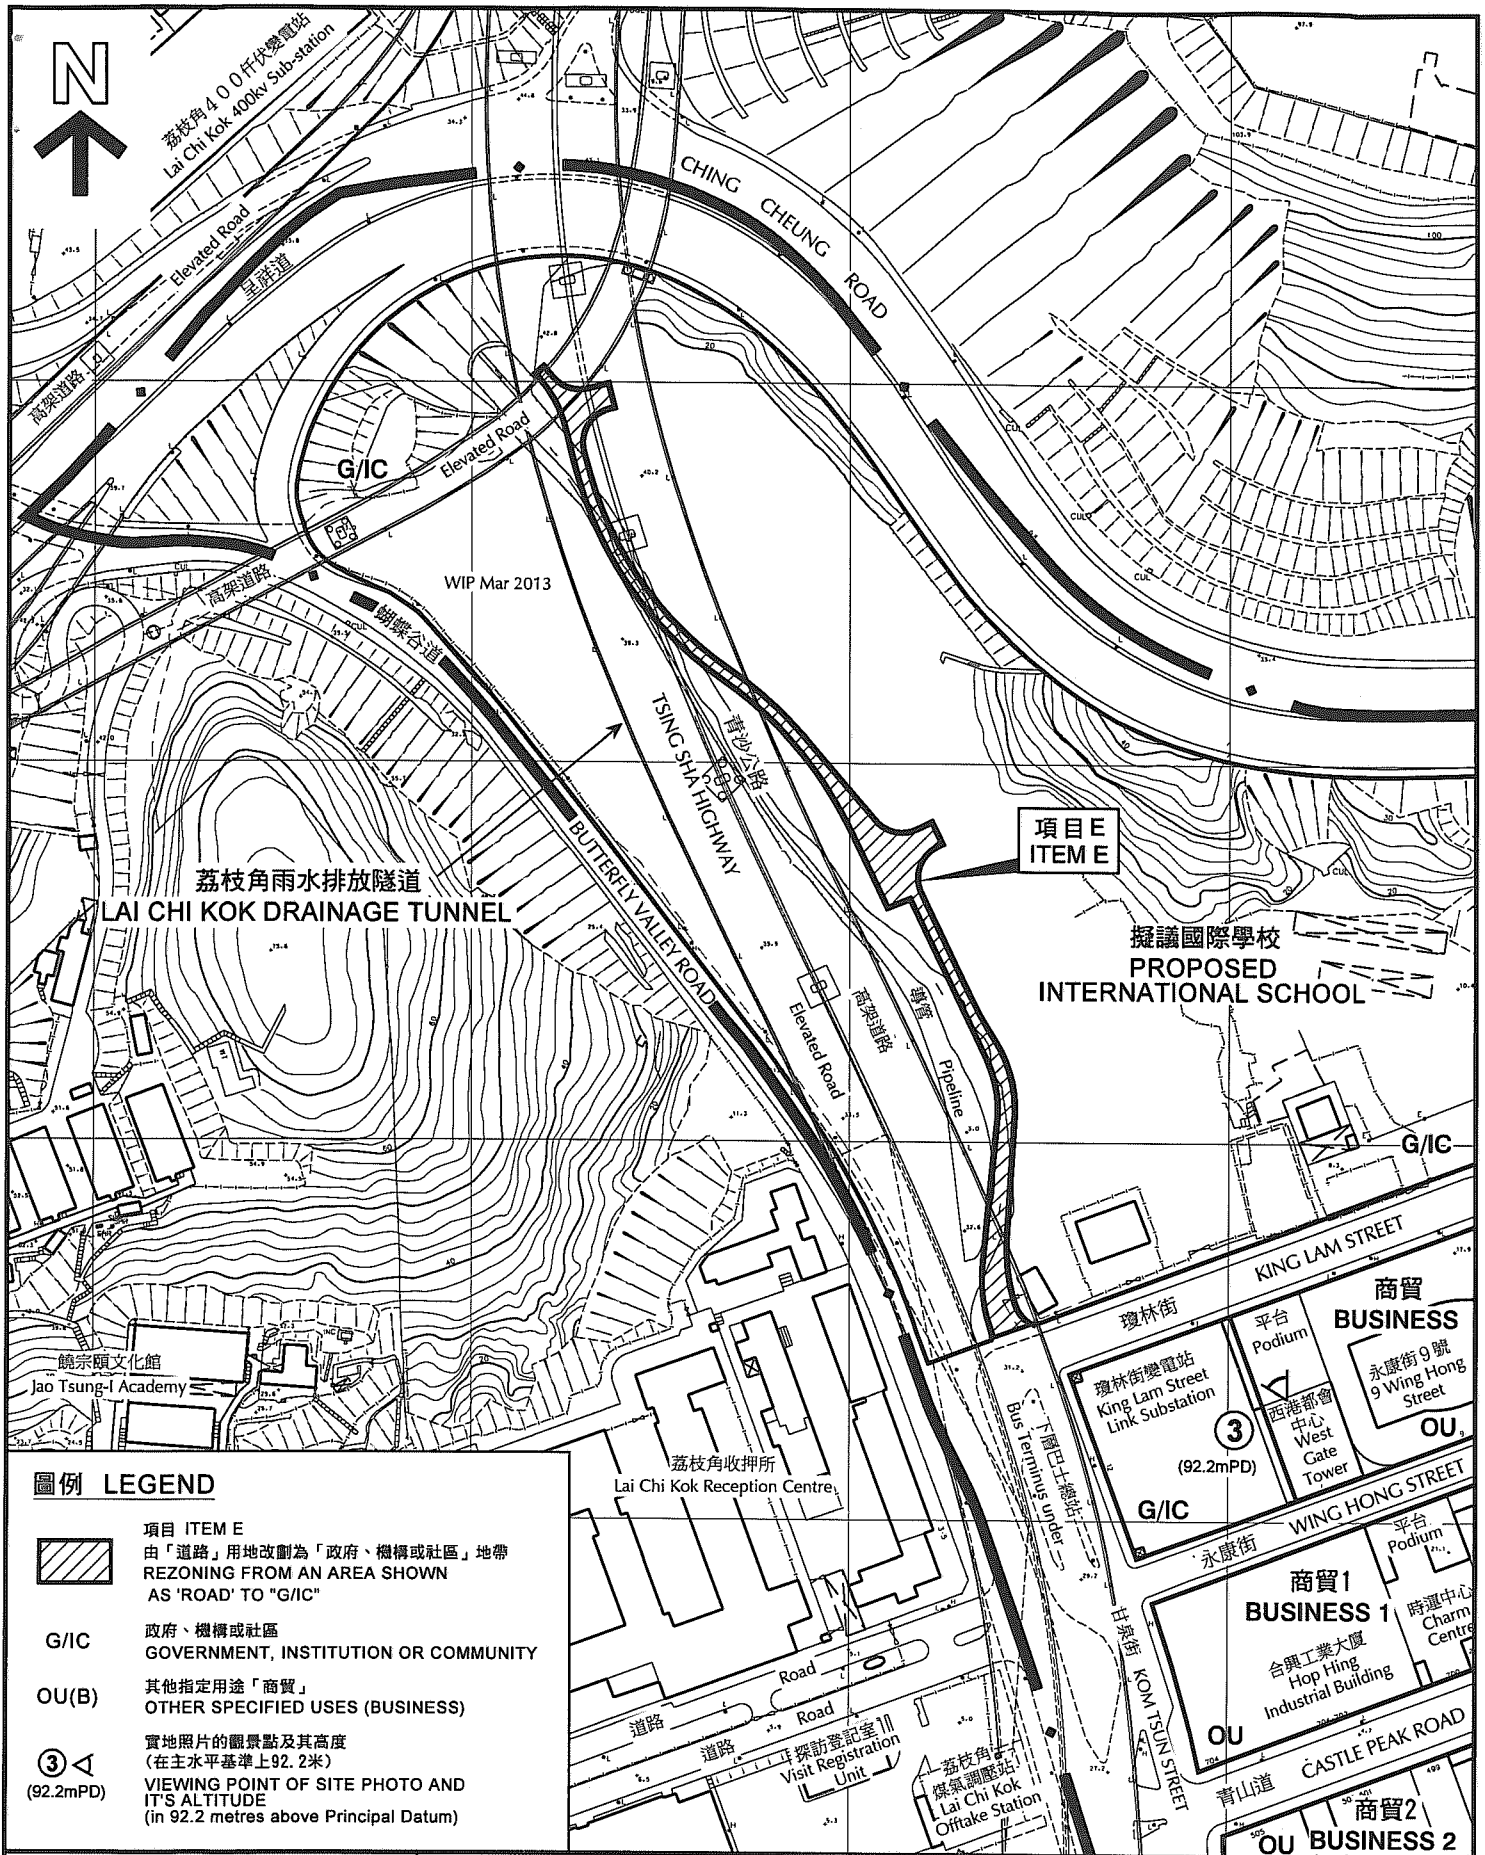 N
荔枝角400仟伏變電站
Lai Chi Kok 400kv Sub-station
Elevated Road
呈祥道
高架道路
CHING CHEUNG ROAD
G/IC
Elevated Road
高架道路
WIP Mar 2013
蝴蝶谷道
TSING SHA HIGHWAY
青沙公路
項目E
ITEM E
荔枝角雨水排放隧道
LAI CHI KOK DRAINAGE TUNNEL
BUTTERFLY VALLEY ROAD
擬議國際學校
PROPOSED
INTERNATIONAL SCHOOL
Elevated Road
高架道路
導管
Pipeline
G/IC
KING LAM STREET
瓊林街
商貿
BUSINESS
平台
Podium
永康街9號
9 Wing Hong
Street
瓊林街變電站
King Lam Street
Link Substation
西港都會
中心
West
Gate
Tower
OU
3
(92.2mPD)
G/IC
WING HONG STREET
永康街
下層巴士總站
Bus Terminus under
饒宗頤文化館
Jao Tsung-I Academy
荔枝角收押所
Lai Chi Kok Reception Centre
平台
Podium
商貿1
BUSINESS 1
時運中心
Charm
Centre
合興工業大廈
Hop Hing
Industrial Building
甘泉街 KOM TSUN STREET
OU
青山道 CASTLE PEAK ROAD
商貿2
OU BUSINESS 2
Road
道路
Road
道路
探訪登記室
Visit Registration
Unit
荔枝角
煤氣調壓站
Lai Chi Kok
Offtake Station
圖例 LEGEND
項目 ITEM E
由「道路」用地改劃為「政府、機構或社區」地帶
REZONING FROM AN AREA SHOWN
AS 'ROAD' TO "G/IC"
G/IC
政府、機構或社區
GOVERNMENT, INSTITUTION OR COMMUNITY
OU(B)
其他指定用途「商貿」
OTHER SPECIFIED USES (BUSINESS)
3
(92.2mPD)
實地照片的觀景點及其高度
(在主水平基準上92.2米)
VIEWING POINT OF SITE PHOTO AND
IT'S ALTITUDE
(in 92.2 metres above Principal Datum)